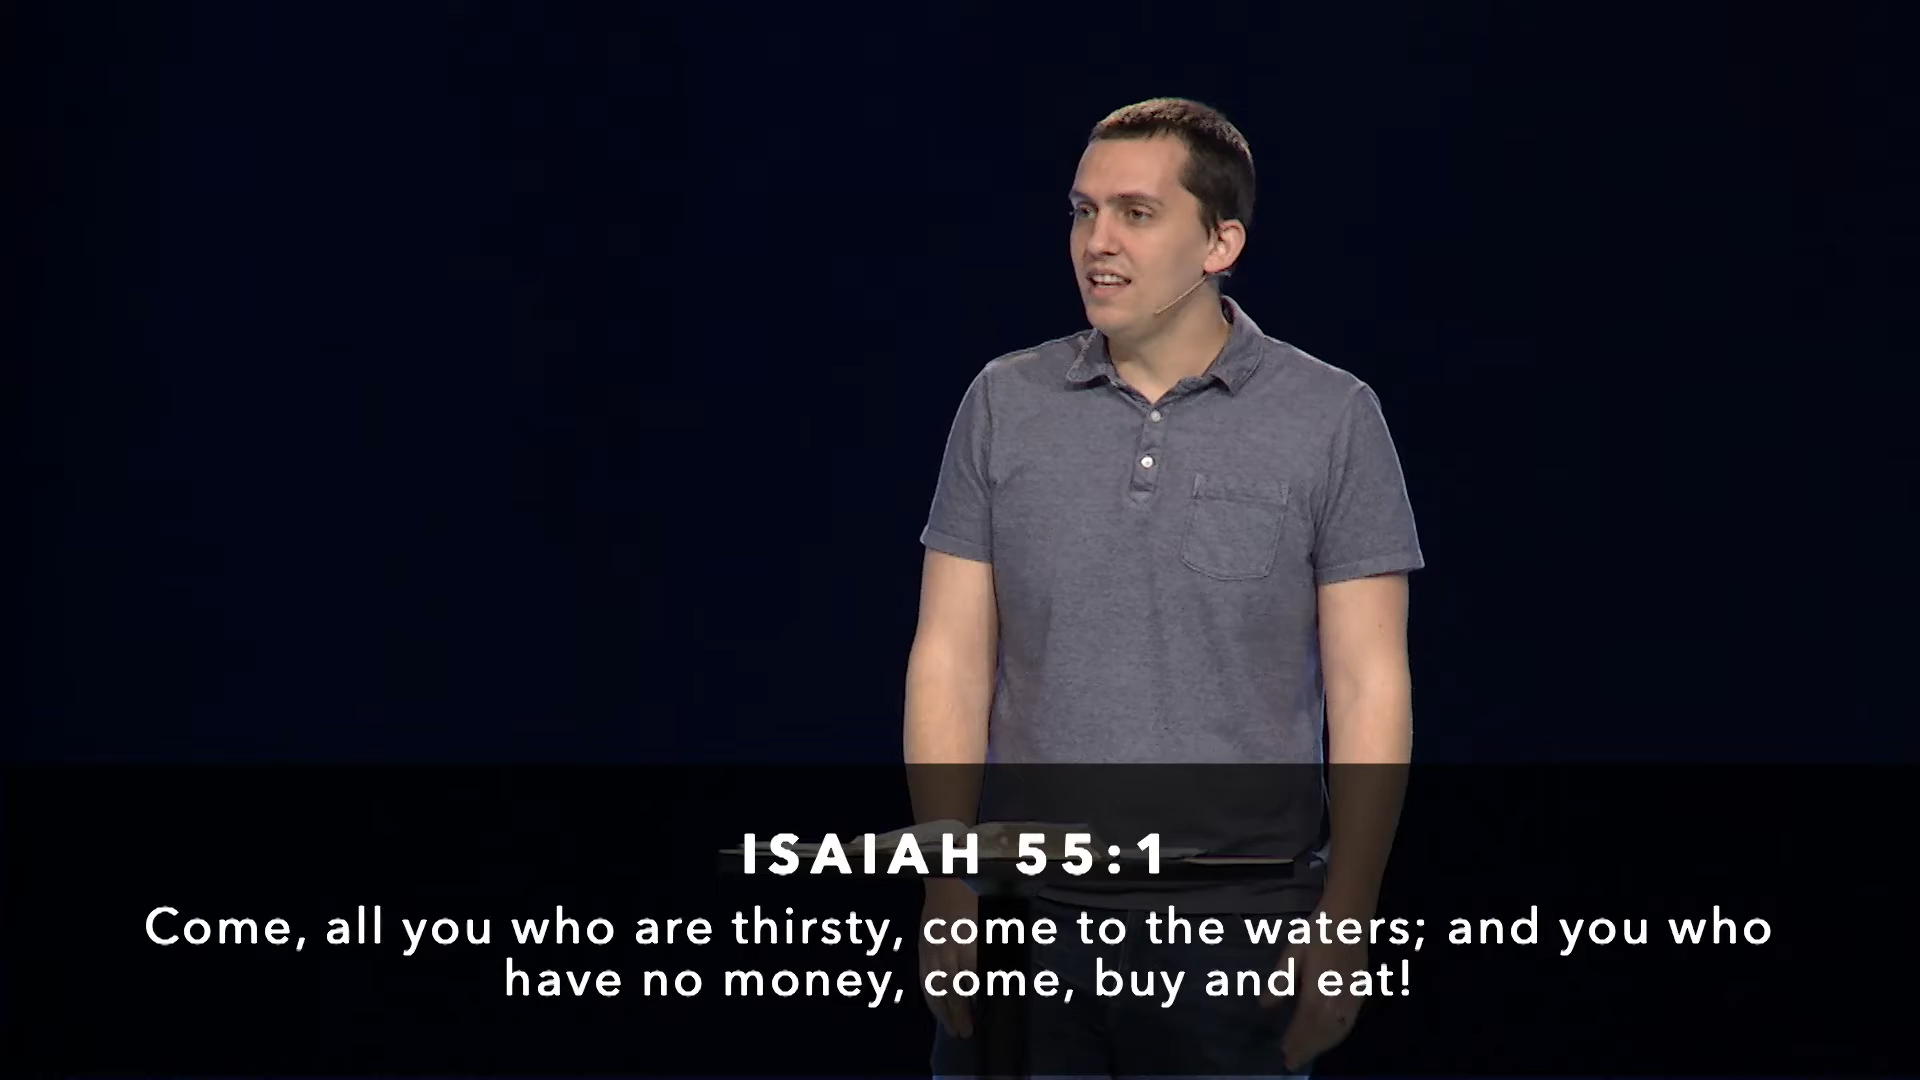 ISAIAH 55:1
Come, all you who are thirsty, come to the waters; and you who
have no money, come, buy and eat!